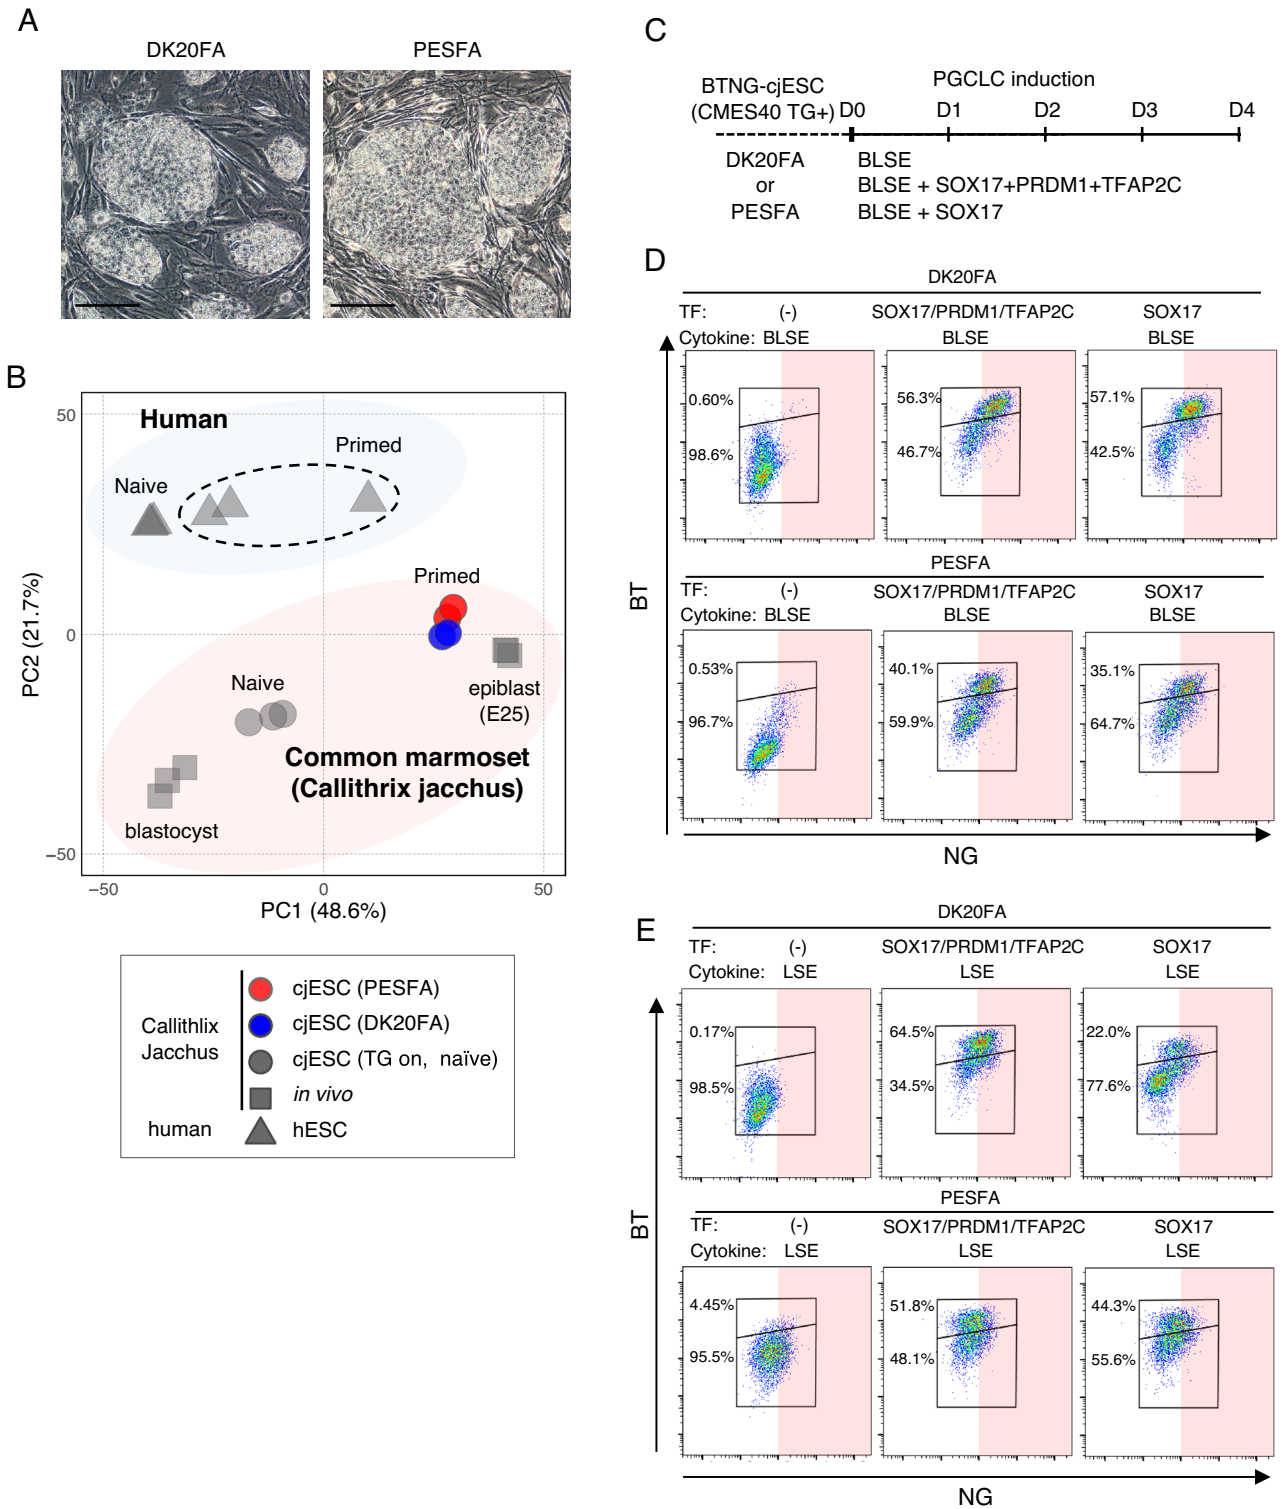 A
DK20FA
PESFA
B
50
0
−50
−50
0
50
PC2 (21.7%)
PC1 (48.6%)
Human
Primed
Naive
Primed
Naive
epiblast
(E25)
Common marmoset
(Callithrix jacchus)
blastocyst
Callithlix
Jacchus
cjESC (PESFA)
cjESC (DK20FA)
cjESC (TG on, naïve)
in vivo
human
hESC
C
BTNG-cjESC
(CMES40 TG+)
PGCLC induction
D0 D1 D2 D3 D4
DK20FA
or
PESFA
BLSE
BLSE + SOX17+PRDM1+TFAP2C
BLSE + SOX17
D
DK20FA
TF: (-) SOX17/PRDM1/TFAP2C SOX17
Cytokine: BLSE BLSE BLSE
0.60% 56.3% 57.1%
98.6% 46.7% 42.5%
PESFA
TF: (-) SOX17/PRDM1/TFAP2C SOX17
Cytokine: BLSE BLSE BLSE
0.53% 40.1% 35.1%
96.7% 59.9% 64.7%
BT
NG
E
DK20FA
TF: (-) SOX17/PRDM1/TFAP2C SOX17
Cytokine: LSE LSE LSE
0.17% 64.5% 22.0%
98.5% 34.5% 77.6%
PESFA
TF: (-) SOX17/PRDM1/TFAP2C SOX17
Cytokine: LSE LSE LSE
4.45% 51.8% 44.3%
95.5% 48.1% 55.6%
BT
NG